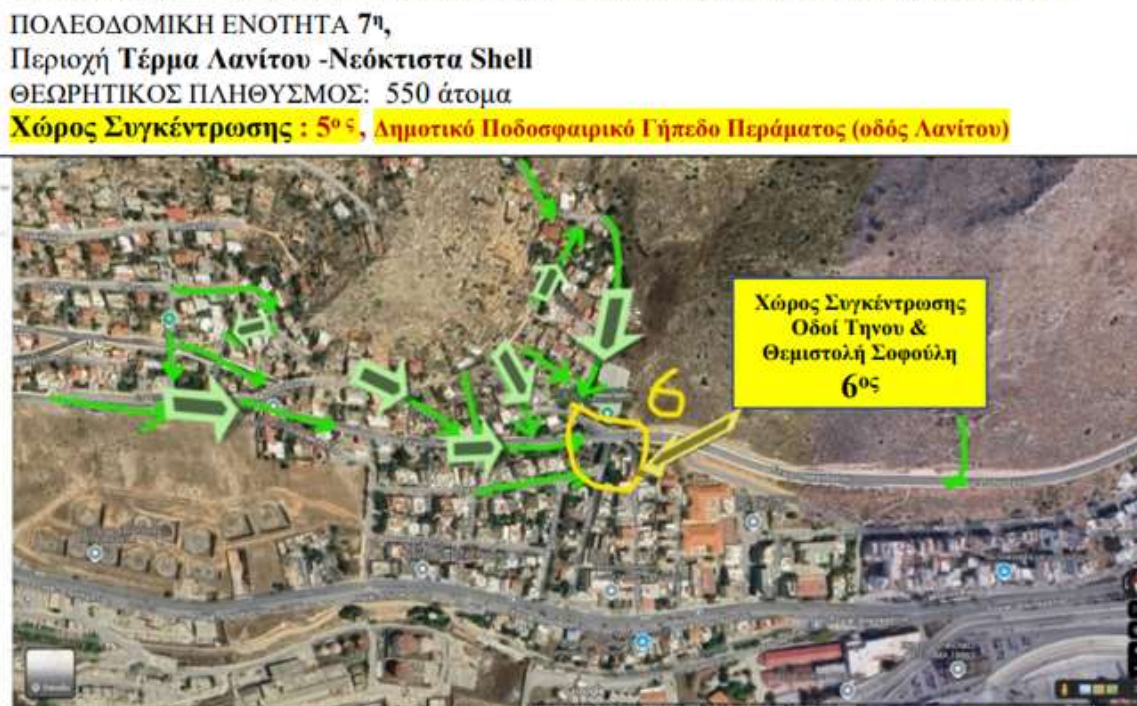 ΠΟΛΕΟΔΟΜΙΚΗ ΕΝΟΤΗΤΑ 7η,
Περιοχή Τέρμα Λανίτου -Νεόκτιστα Shell
ΘΕΩΡΗΤΙΚΟΣ ΠΛΗΘΥΣΜΟΣ: 550 άτομα
Χώρος Συγκέντρωσης : 5ος, Δημοτικό Ποδοσφαιρικό Γήπεδο Περάματος (οδός Λανίτου)
Χώρος Συγκέντρωσης
Οδοί Τηνου &
Θεμιστολή Σοφούλη
6ος
6